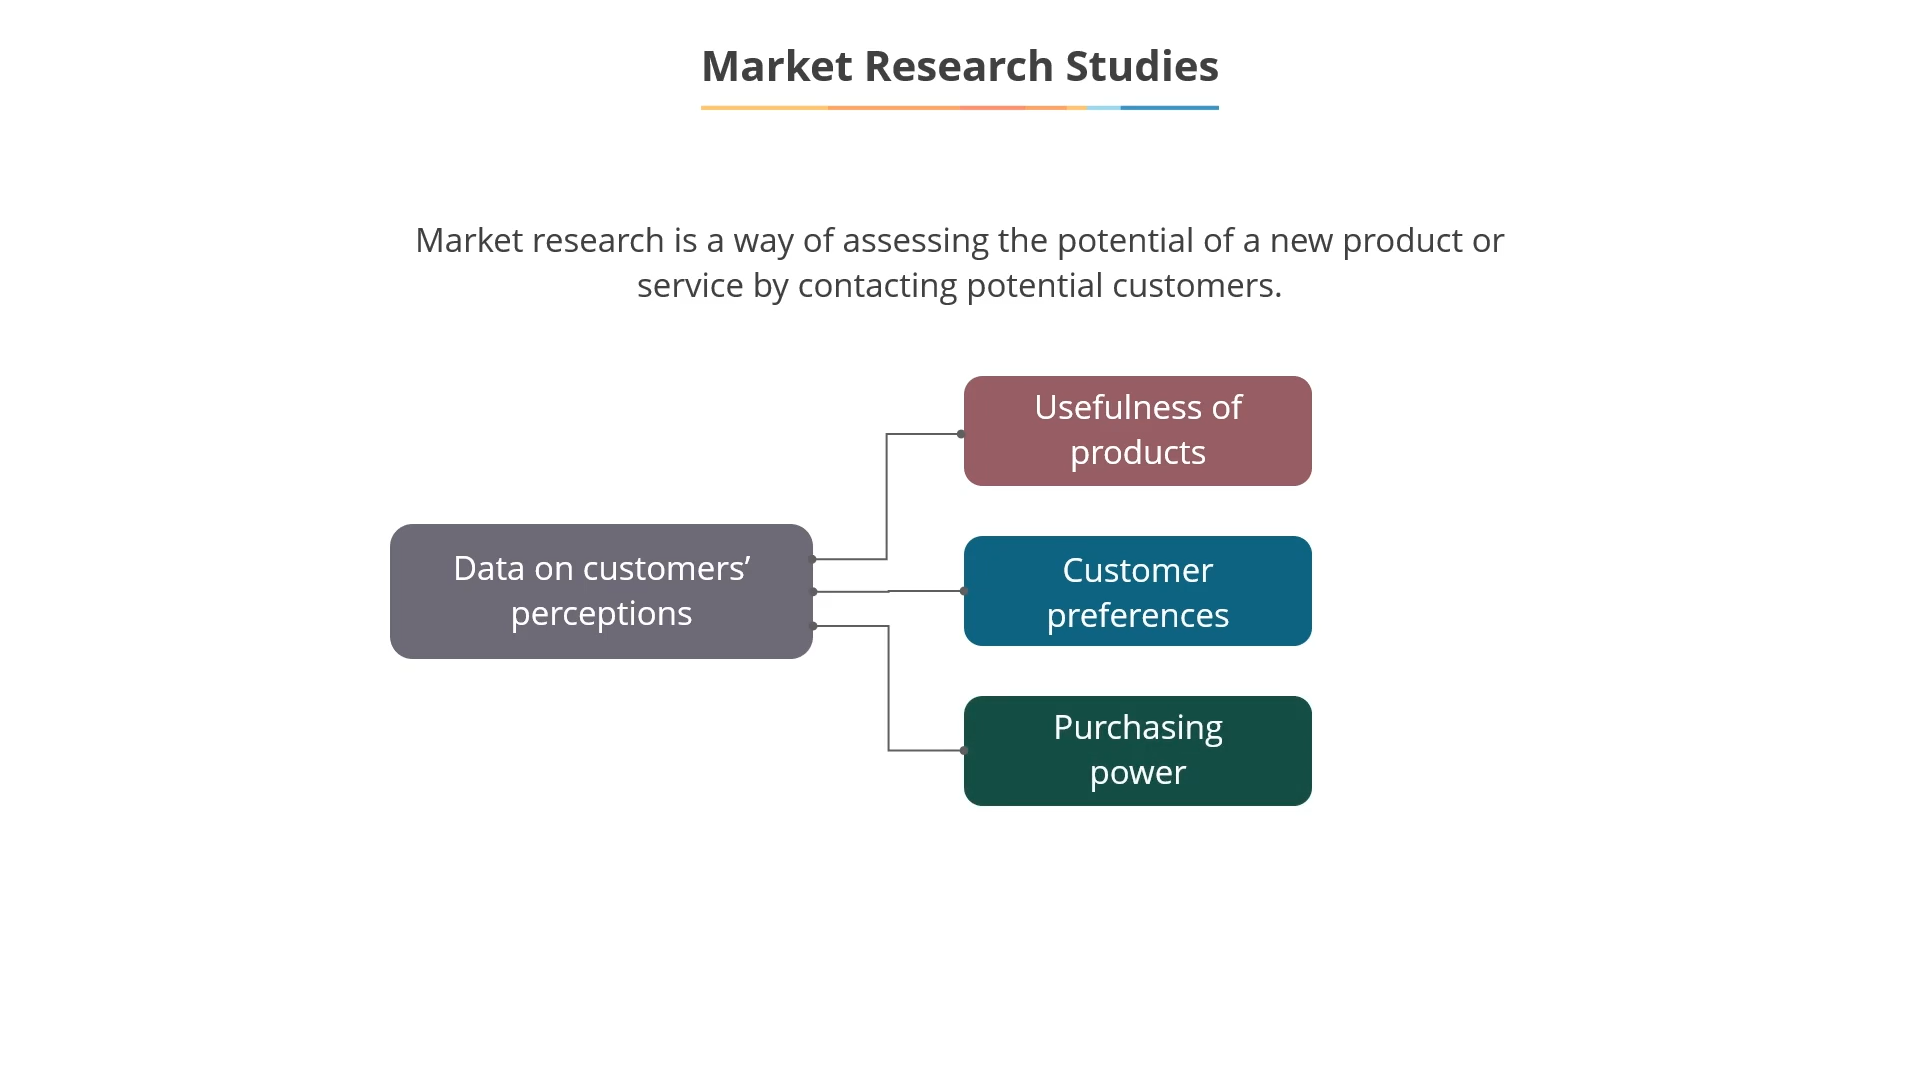 Market Research Studies
Market research is a way of assessing the potential of a new product or
service by contacting potential customers.
Usefulness of
products
Data on customers’
perceptions
Customer
preferences
Purchasing
power